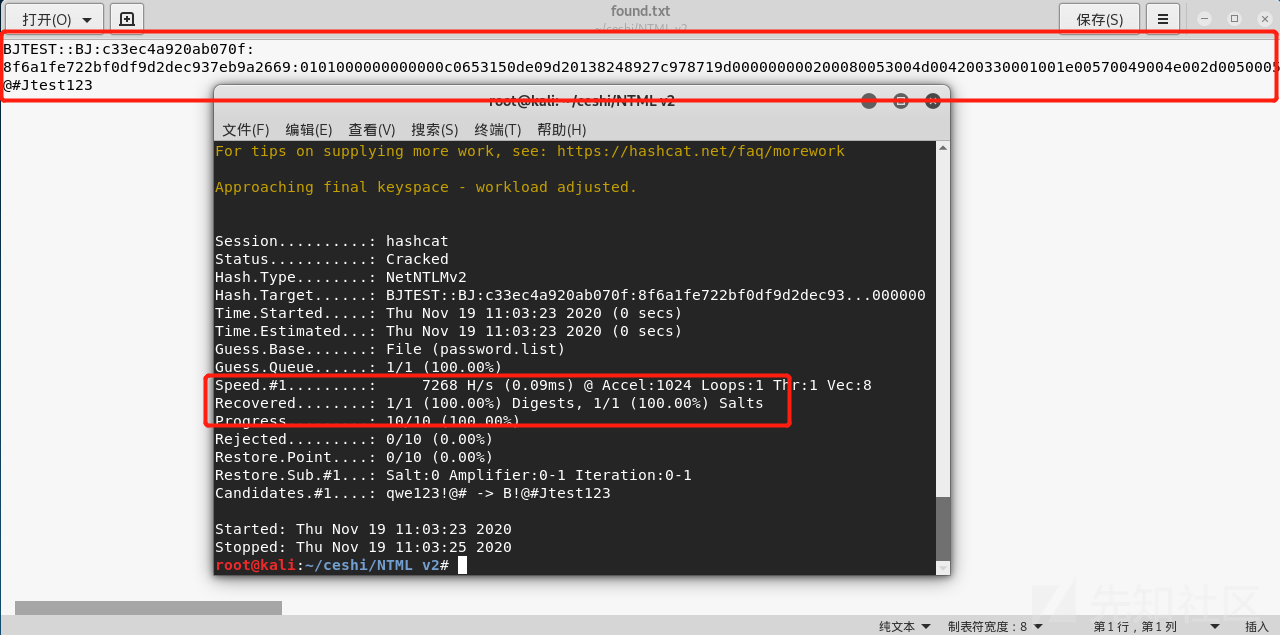 打开(O)
found.txt
~/ceshi/NTML v2
保存(S)
BJTEST::BJ:c33ec4a920ab070f:
8f6a1fe722bf0df9d2dec937eb9a2669:0101000000000000c0653150de09d20138248927c978719d000000000200080053004d004200330001001e00570049004e002d0050005
@#Jtest123
root@kali: ~/ceshi/NTML v2
文件(F) 编辑(E) 查看(V) 搜索(S) 终端(T) 帮助(H)
For tips on supplying more work, see: https://hashcat.net/faq/morework
Approaching final keyspace - workload adjusted.
Session..........: hashcat
Status...........: Cracked
Hash.Type........: NetNTLMv2
Hash.Target......: BJTEST::BJ:c33ec4a920ab070f:8f6a1fe722bf0df9d2dec93...000000
Time.Started.....: Thu Nov 19 11:03:23 2020 (0 secs)
Time.Estimated...: Thu Nov 19 11:03:23 2020 (0 secs)
Guess.Base.......: File (password.list)
Guess.Queue......: 1/1 (100.00%)
Speed.#1.........:     7268 H/s (0.09ms) @ Accel:1024 Loops:1 Thr:1 Vec:8
Recovered........: 1/1 (100.00%) Digests, 1/1 (100.00%) Salts
Progress.........: 10/10 (100.00%)
Rejected.........: 0/10 (0.00%)
Restore.Point....: 0/10 (0.00%)
Restore.Sub.#1...: Salt:0 Amplifier:0-1 Iteration:0-1
Candidates.#1....: qwe123!@# -> B!@#Jtest123
Started: Thu Nov 19 11:03:23 2020
Stopped: Thu Nov 19 11:03:25 2020
root@kali:~/ceshi/NTML v2#
先知社区
纯文本 制表符宽度：8 第1行，第1列 插入